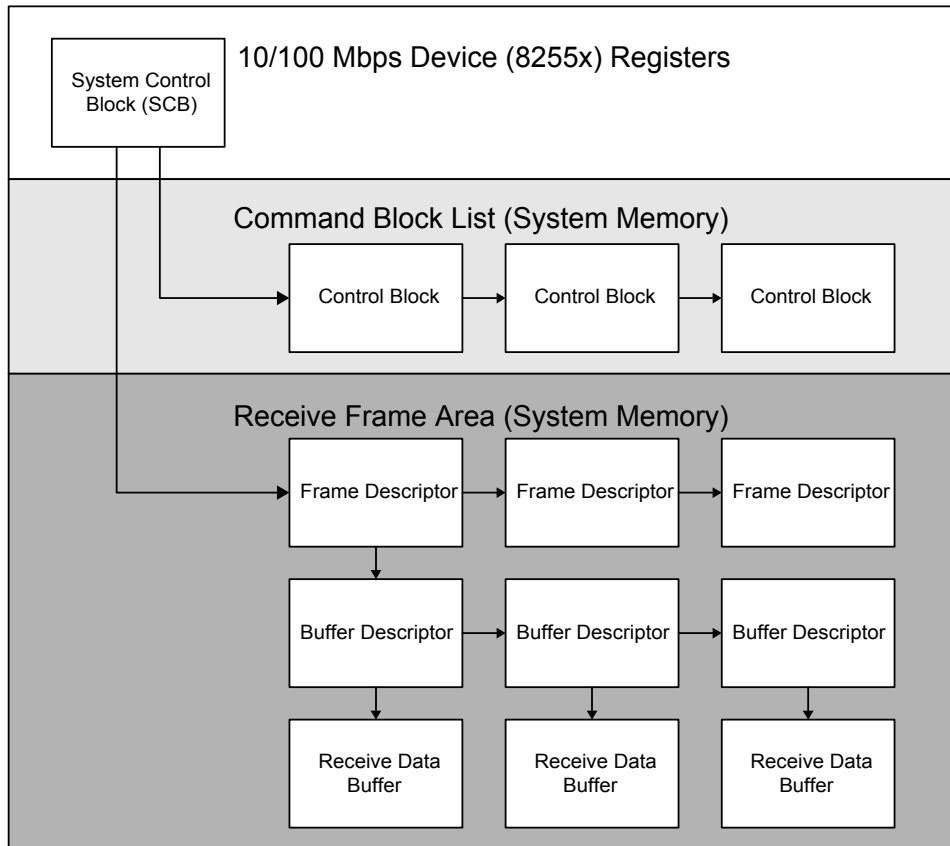 10/100 Mbps Device (8255x) Registers
System Control
Block (SCB)
Command Block List (System Memory)
Control Block
Control Block
Control Block
Receive Frame Area (System Memory)
Frame Descriptor
Frame Descriptor
Frame Descriptor
Buffer Descriptor
Buffer Descriptor
Buffer Descriptor
Receive Data
Buffer
Receive Data
Buffer
Receive Data
Buffer